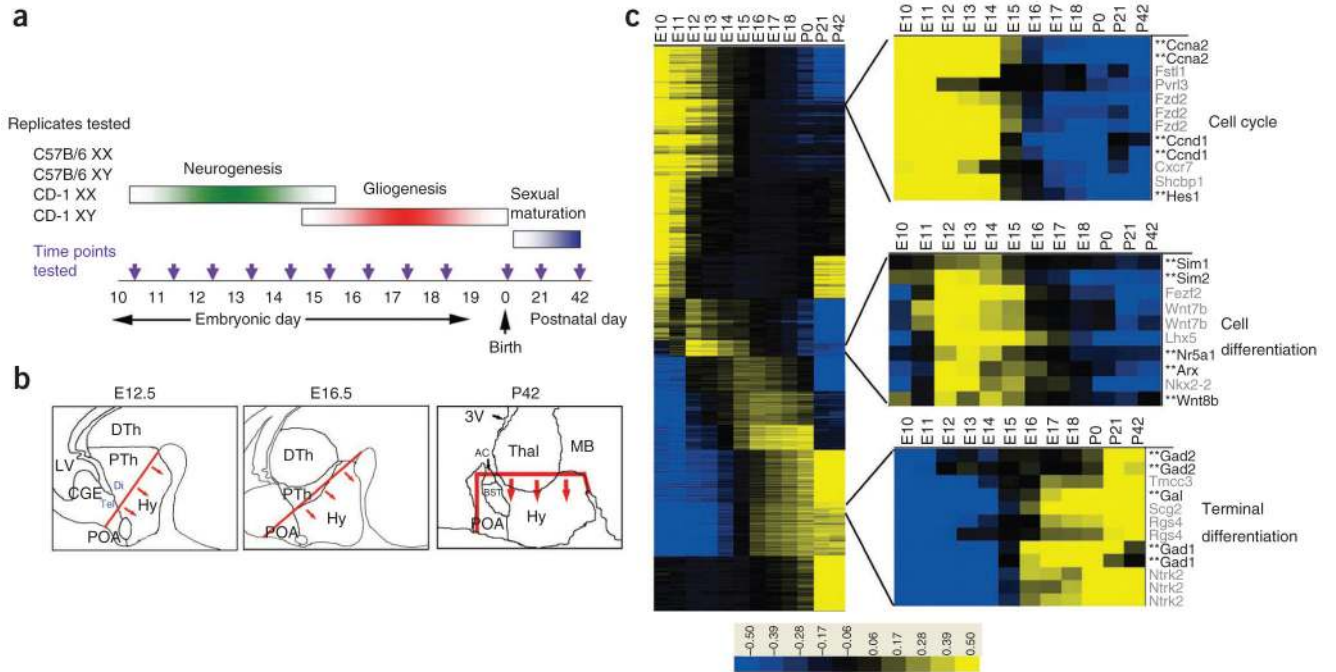 a
Replicates tested
C57B/6 XX
C57B/6 XY
CD-1 XX
CD-1 XY
Neurogenesis
Gliogenesis
Sexual
maturation
Time points
tested
10 11 12 13 14 15 16 17 18 19 0 21 42
Embryonic day
Postnatal day
Birth
b
E12.5
DTh
PTh
LV
CGE
Di
Tel
Hy
POA
E16.5
DTh
PTh
Hy
POA
P42
3V
Thal
MB
AC
BST
POA
Hy
c
E10 E11 E12 E13 E14 E15 E16 E17 E18 P0 P21 P42
E10 E11 E12 E13 E14 E15 E16 E17 E18 P0 P21 P42
**Ccna2
**Ccna2
Fstl1
Pvrl3
Fzd2
Fzd2
Fzd2
**Ccnd1
**Ccnd1
Cxcr7
Shcbp1
**Hes1
Cell cycle
E10 E11 E12 E13 E14 E15 E16 E17 E18 P0 P21 P42
**Sim1
**Sim2
Fezf2
Wnt7b
Wnt7b
Lhx5
**Nr5a1
**Arx
Nkx2-2
**Wnt8b
Cell
differentiation
E10 E11 E12 E13 E14 E15 E16 E17 E18 P0 P21 P42
**Gad2
**Gad2
Tmcc3
**Gal
Scg2
Rgs4
Rgs4
**Gad1
**Gad1
Ntrk2
Ntrk2
Ntrk2
Terminal
differentiation
−0.50 −0.39 −0.28 −0.17 −0.06 0.06 0.17 0.28 0.39 0.50